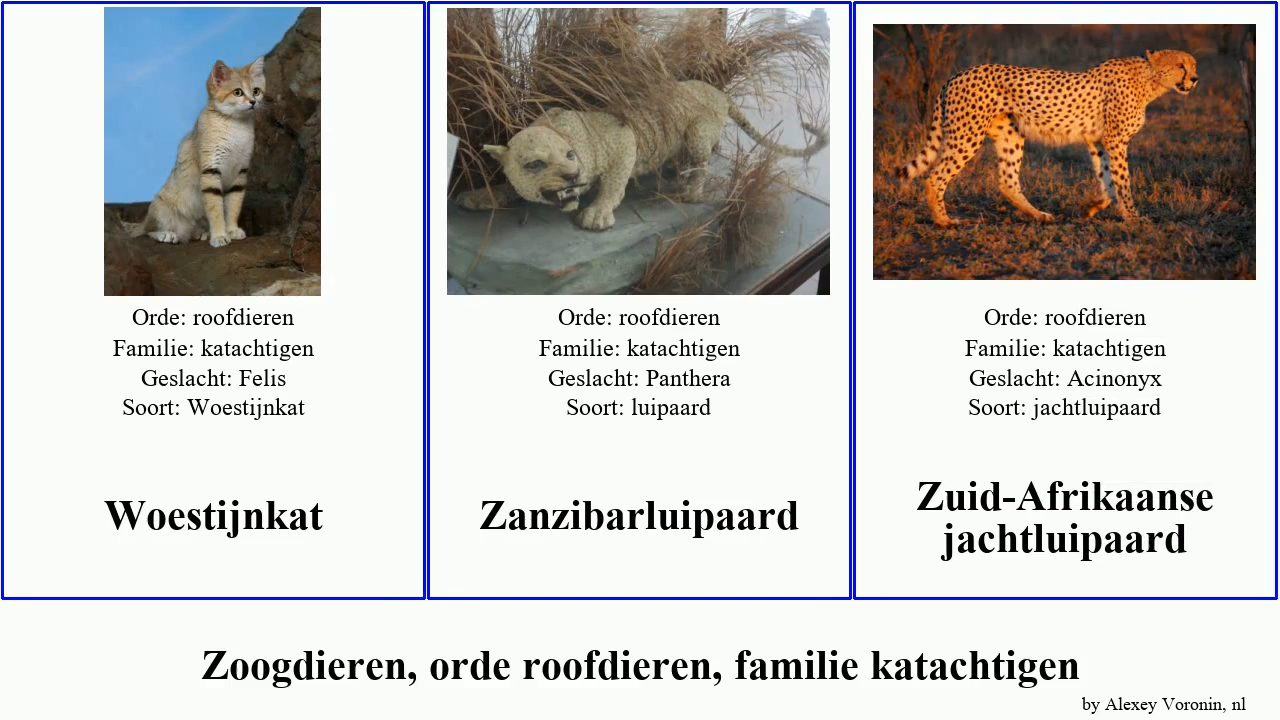 Orde: roofdieren
Familie: katachtigen
Geslacht: Felis
Soort: Woestijnkat
Woestijnkat
Orde: roofdieren
Familie: katachtigen
Geslacht: Panthera
Soort: luipaard
Zanzibarluipaard
Orde: roofdieren
Familie: katachtigen
Geslacht: Acinonyx
Soort: jachtluipaard
Zuid-Afrikaanse
jachtluipaard
Zoogdieren, orde roofdieren, familie katachtigen
by Alexey Voronin, nl